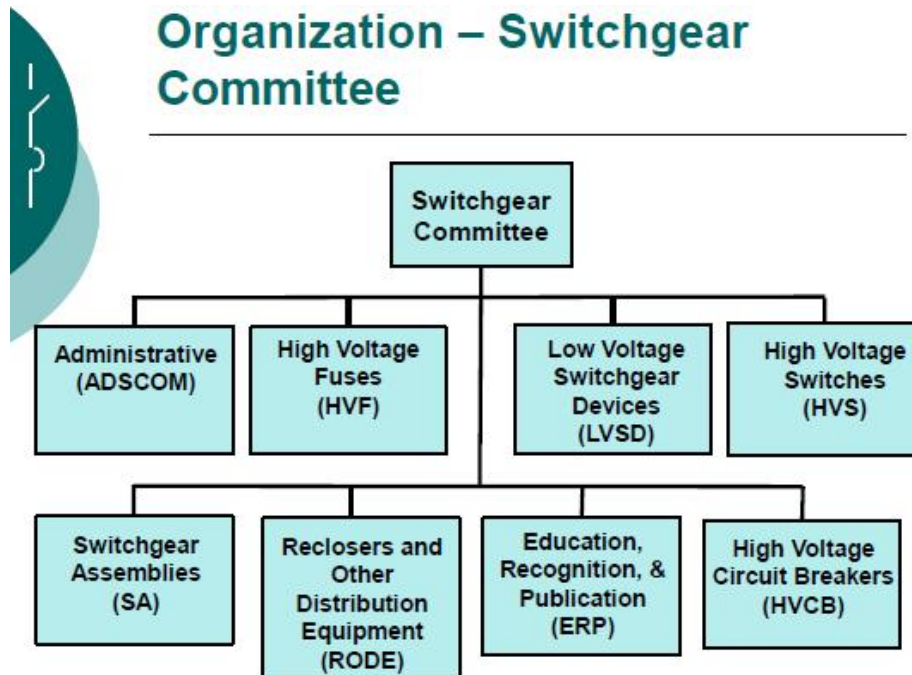 Organization – Switchgear
Committee
Switchgear
Committee
Administrative
(ADSCOM)
High Voltage
Fuses
(HVF)
Low Voltage
Switchgear
Devices
(LVSD)
High Voltage
Switches
(HVS)
Switchgear
Assemblies
(SA)
Reclosers and
Other
Distribution
Equipment
(RODE)
Education,
Recognition, &
Publication
(ERP)
High Voltage
Circuit Breakers
(HVCB)